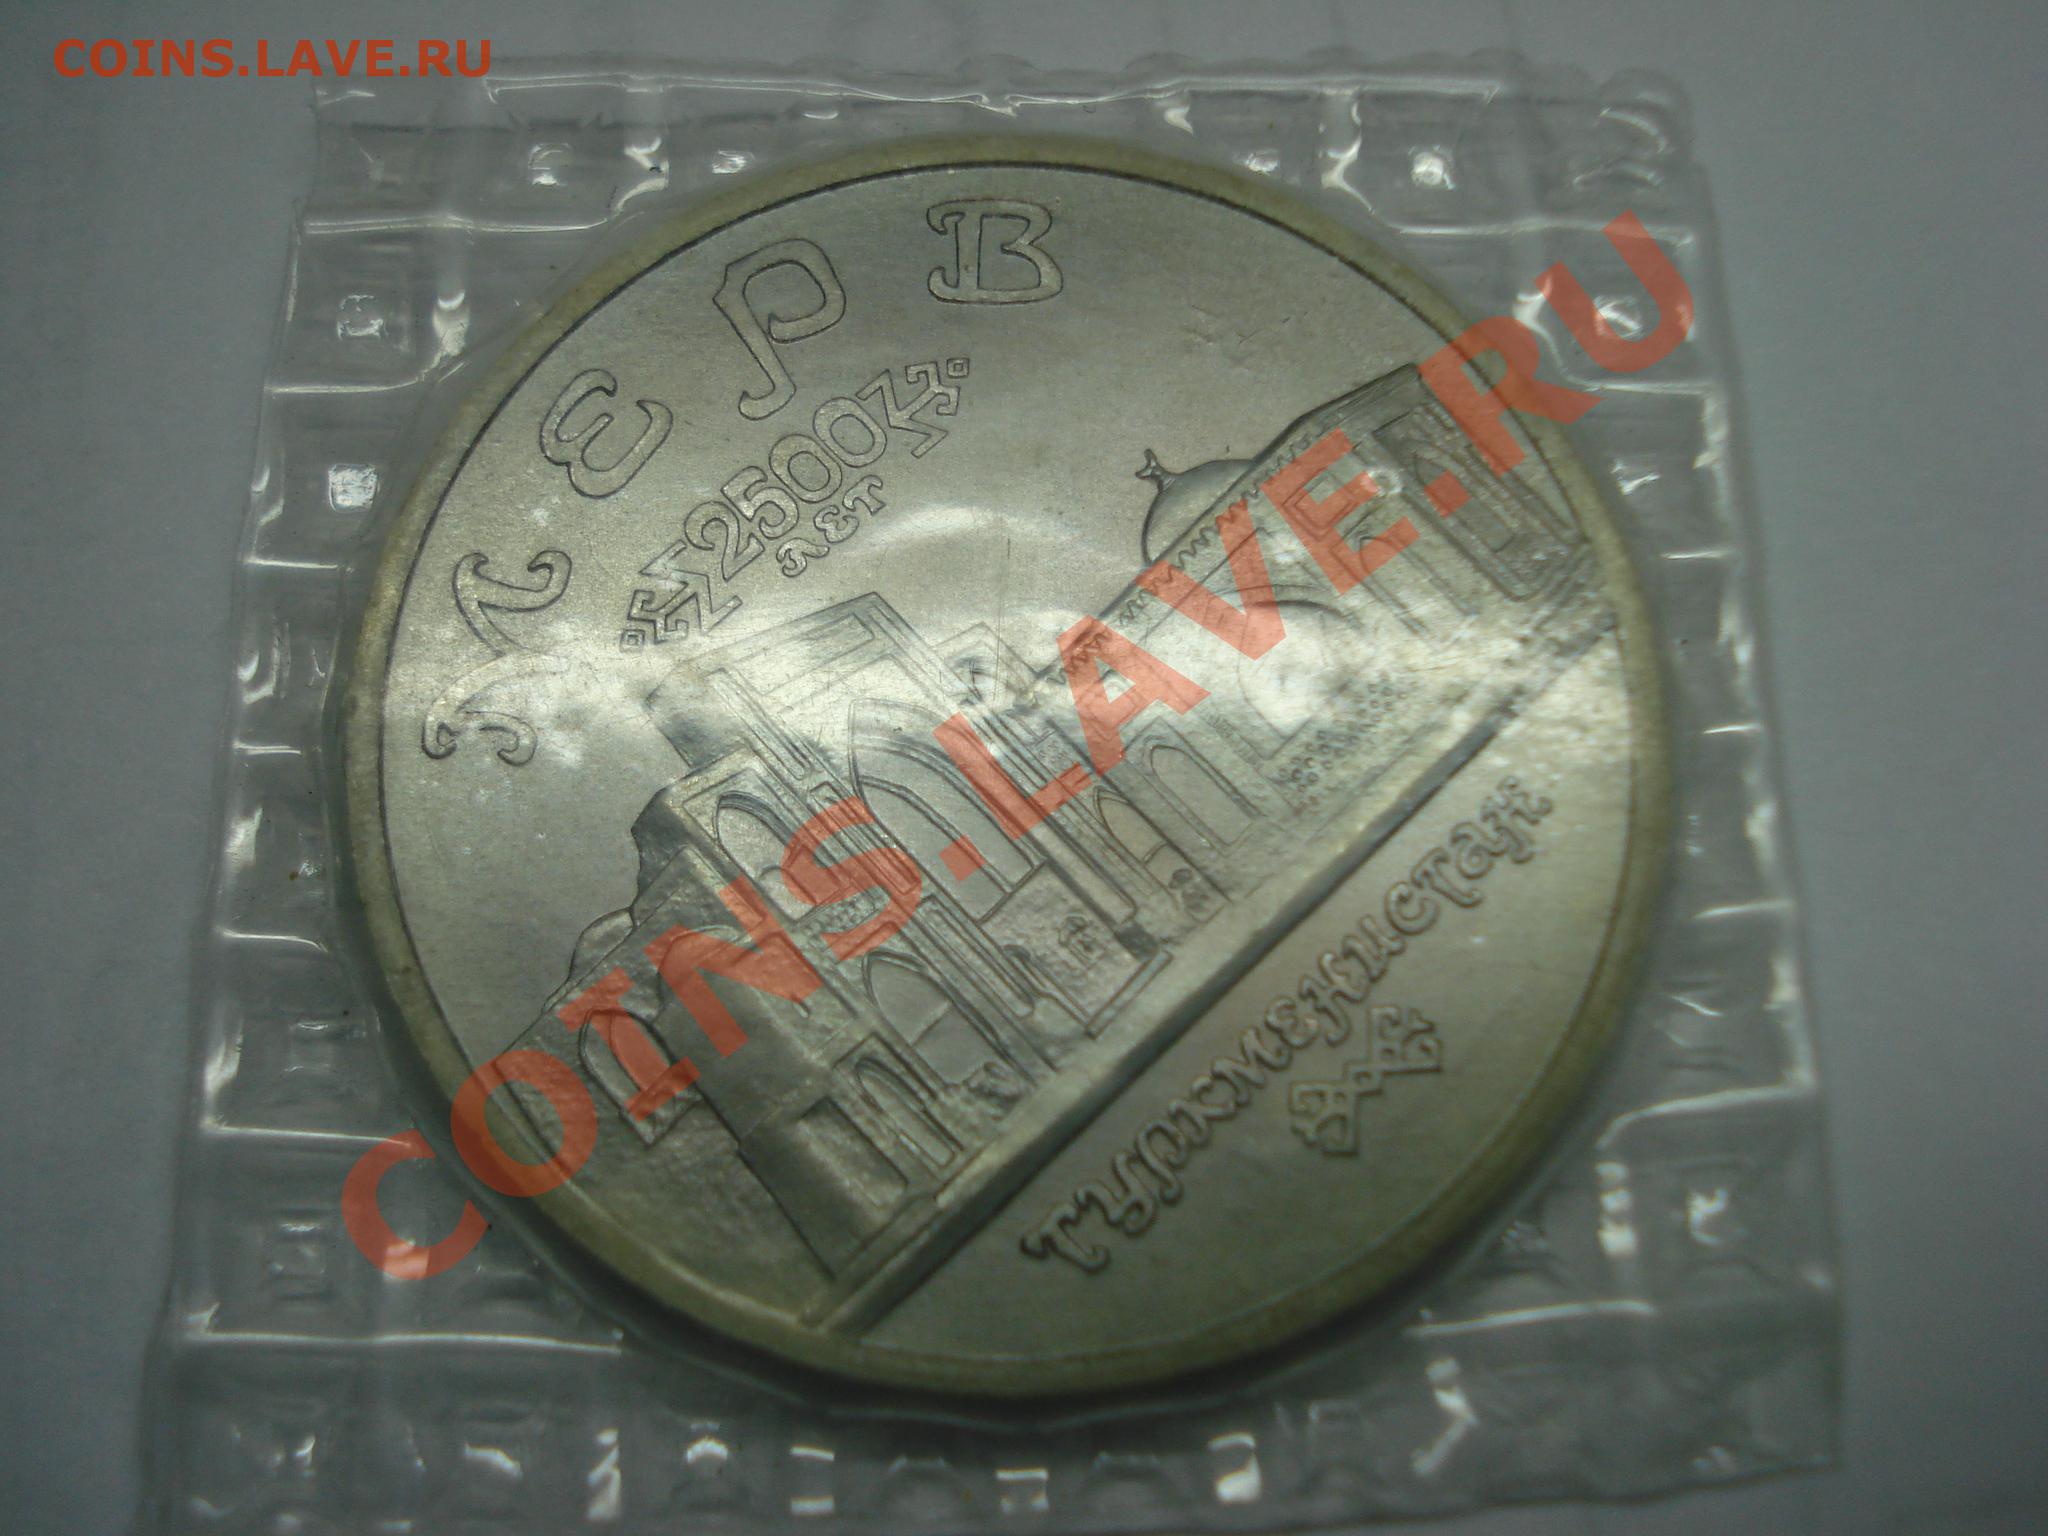 COINS.LAVE.RU
МЕРВ
2500
ЛЕТ
COINS.LAVE.RU
ТУРКМЕНИСТАН